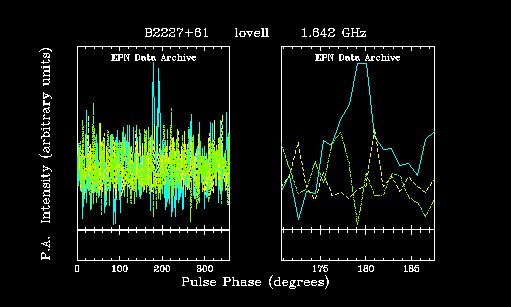 B2227+61 lovell 1.642 GHz
EPN Data Archive EPN Data Archive
P.A. Intensity (arbitrary units)
0 100 200 300 175 180 185
Pulse Phase (degrees)